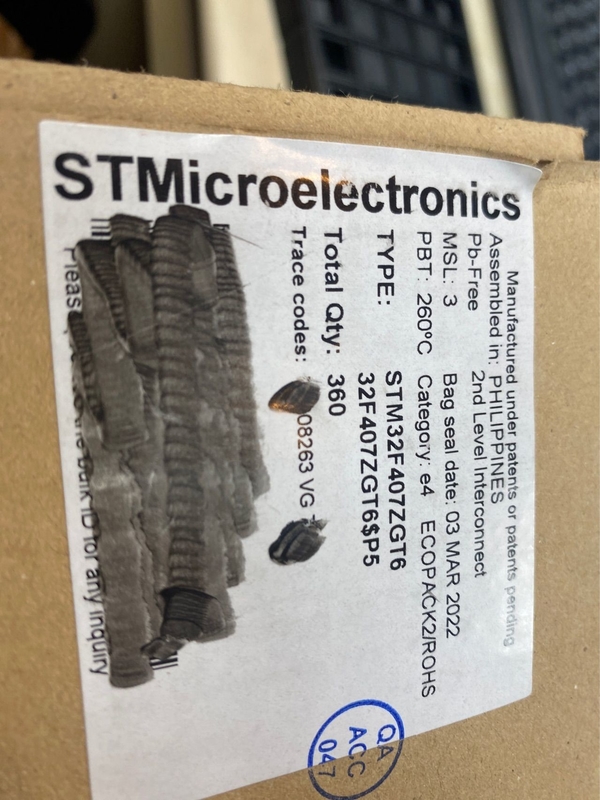 STMicroelectronics
Manufactured under patents or patents pending
Assembled in: PHILIPPINES
Pb-Free 2nd Level Interconnect
MSL: 3 Bag seal date: 03 MAR 2022
PBT: 260°C Category: e4 ECOPACK2/ROHS
TYPE: STM32F407ZGT6
32F407ZGT6$P5
Total Qty: 360
Trace codes: 08263 VG
bulk ID for any inquiry
QA
ACC
047